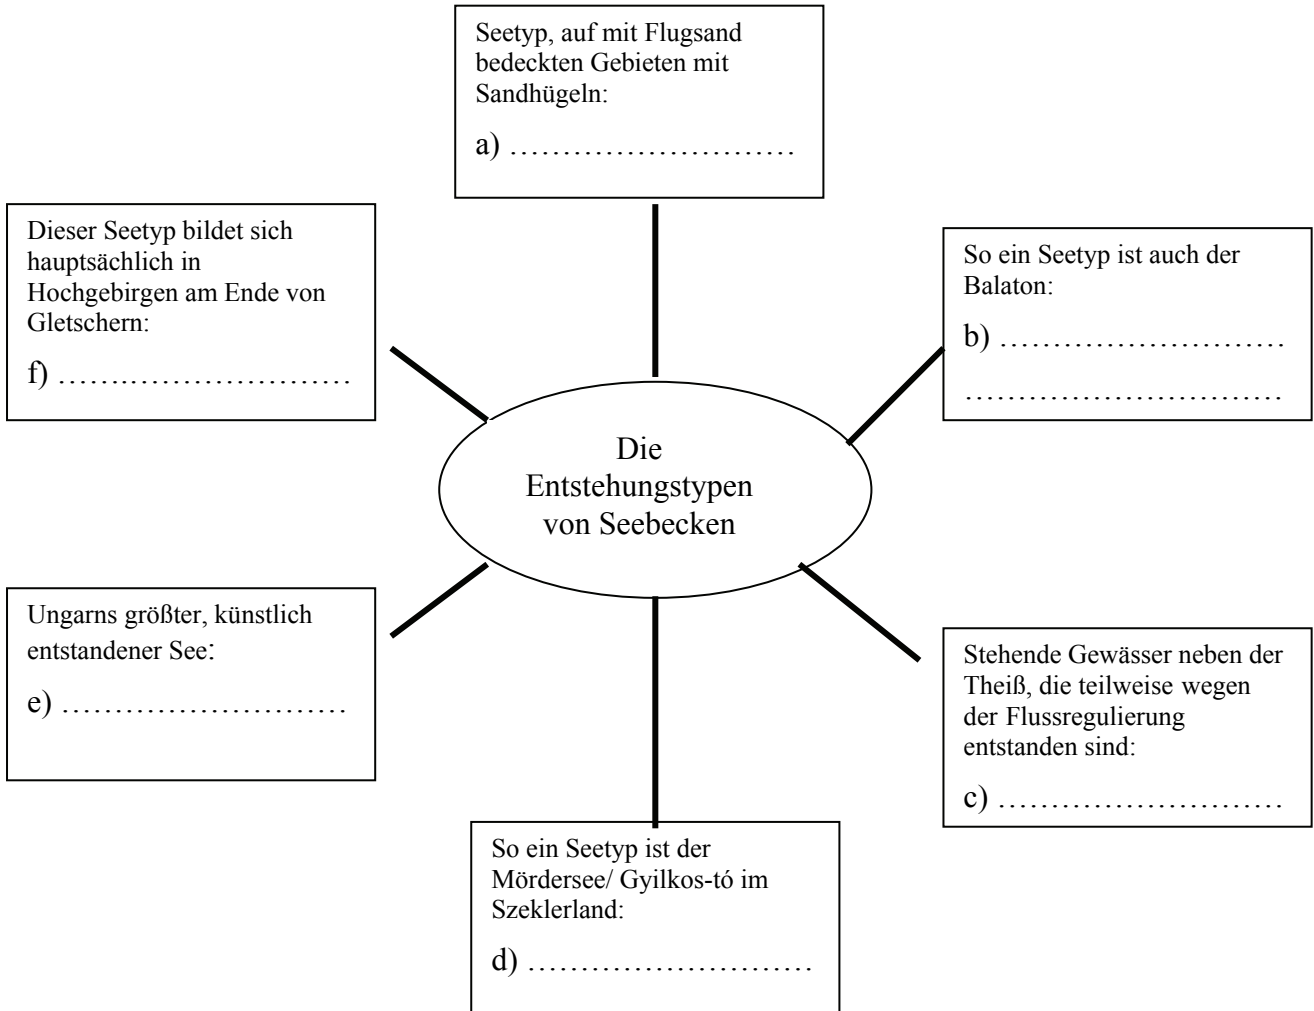 Seetyp, auf mit Flugsand
bedeckten Gebieten mit
Sandhügeln:
a) ………………………
Dieser Seetyp bildet sich
hauptsächlich in
Hochgebirgen am Ende von
Gletschern:
f) ……..…………………
So ein Seetyp ist auch der
Balaton:
b) ………………………
…………………………
Die
Entstehungstypen
von Seebecken
Ungarns größter, künstlich
entstandener See:
e) ………………………
Stehende Gewässer neben der
Theiß, die teilweise wegen
der Flussregulierung
entstanden sind:
c) ………………………
So ein Seetyp ist der
Mördersee/ Gyilkos-tó im
Szeklerland:
d) ………………………